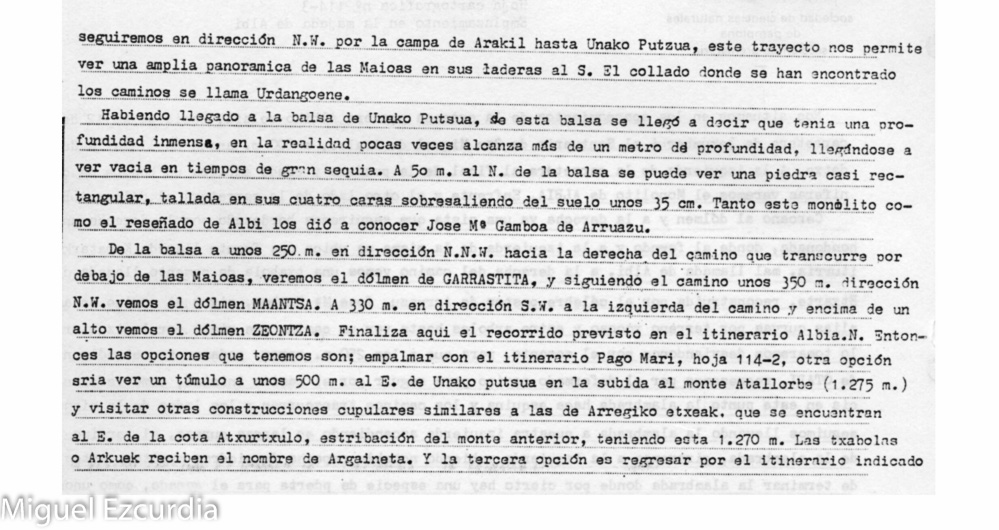 seguiremos en dirección N.W. por la campa de Arakil hasta Unako Putzua, este trayecto nos permite
ver una amplia panoramica de las Maioas en sus laderas al S. El collado donde se han encontrado
los caminos se llama Urdangoene.
Habiendo llegado a la balsa de Unako Putsua, de esta balsa se llegó a decir que tenia una pro-
fundidad inmensa, en la realidad pocas veces alcanza más de un metro de profundidad, llegándose a
ver vacia en tiempos de gran sequia. A 50 m. al N. de la balsa se puede ver una piedra casi rec-
tangular, tallada en sus cuatro caras sobresaliendo del suelo unos 35 cm. Tanto este monòlito co-
mo el reseñado de Albi los dió a conocer Jose Mª Gamboa de Arruazu.
De la balsa a unos 250 m. en dirección N.N.W. hacia la derecha del camino que transcurre por
debajo de las Maioas, veremos el dólmen de GARRASTITA, y siguiendo el camino unos 350 m. dirección
N.W. vemos el dólmen MAANTSA. A 330 m. en dirección S.W. a la izquierda del camino y encima de un
alto vemos el dólmen ZEONTZA. Finaliza aqui el recorrido previsto en el itinerario Albia.N. Enton-
ces las opciones que tenemos son; empalmar con el itinerario Pago Mari, hoja 114-2, otra opción
sria ver un túmulo a unos 500 m. al E. de Unako putsua en la subida al monte Atallorbe (1.275 m.)
y visitar otras construcciones cupulares similares a las de Arregiko etxeak. que se encuentran
al E. de la cota Atxurtxulo, estribación del monte anterior, teniendo esta 1.270 m. Las txabolas
o Arkuek reciben el nombre de Argaineta. Y la tercera opción es regresar por el itinerario indicado
Miguel Ezcurdia